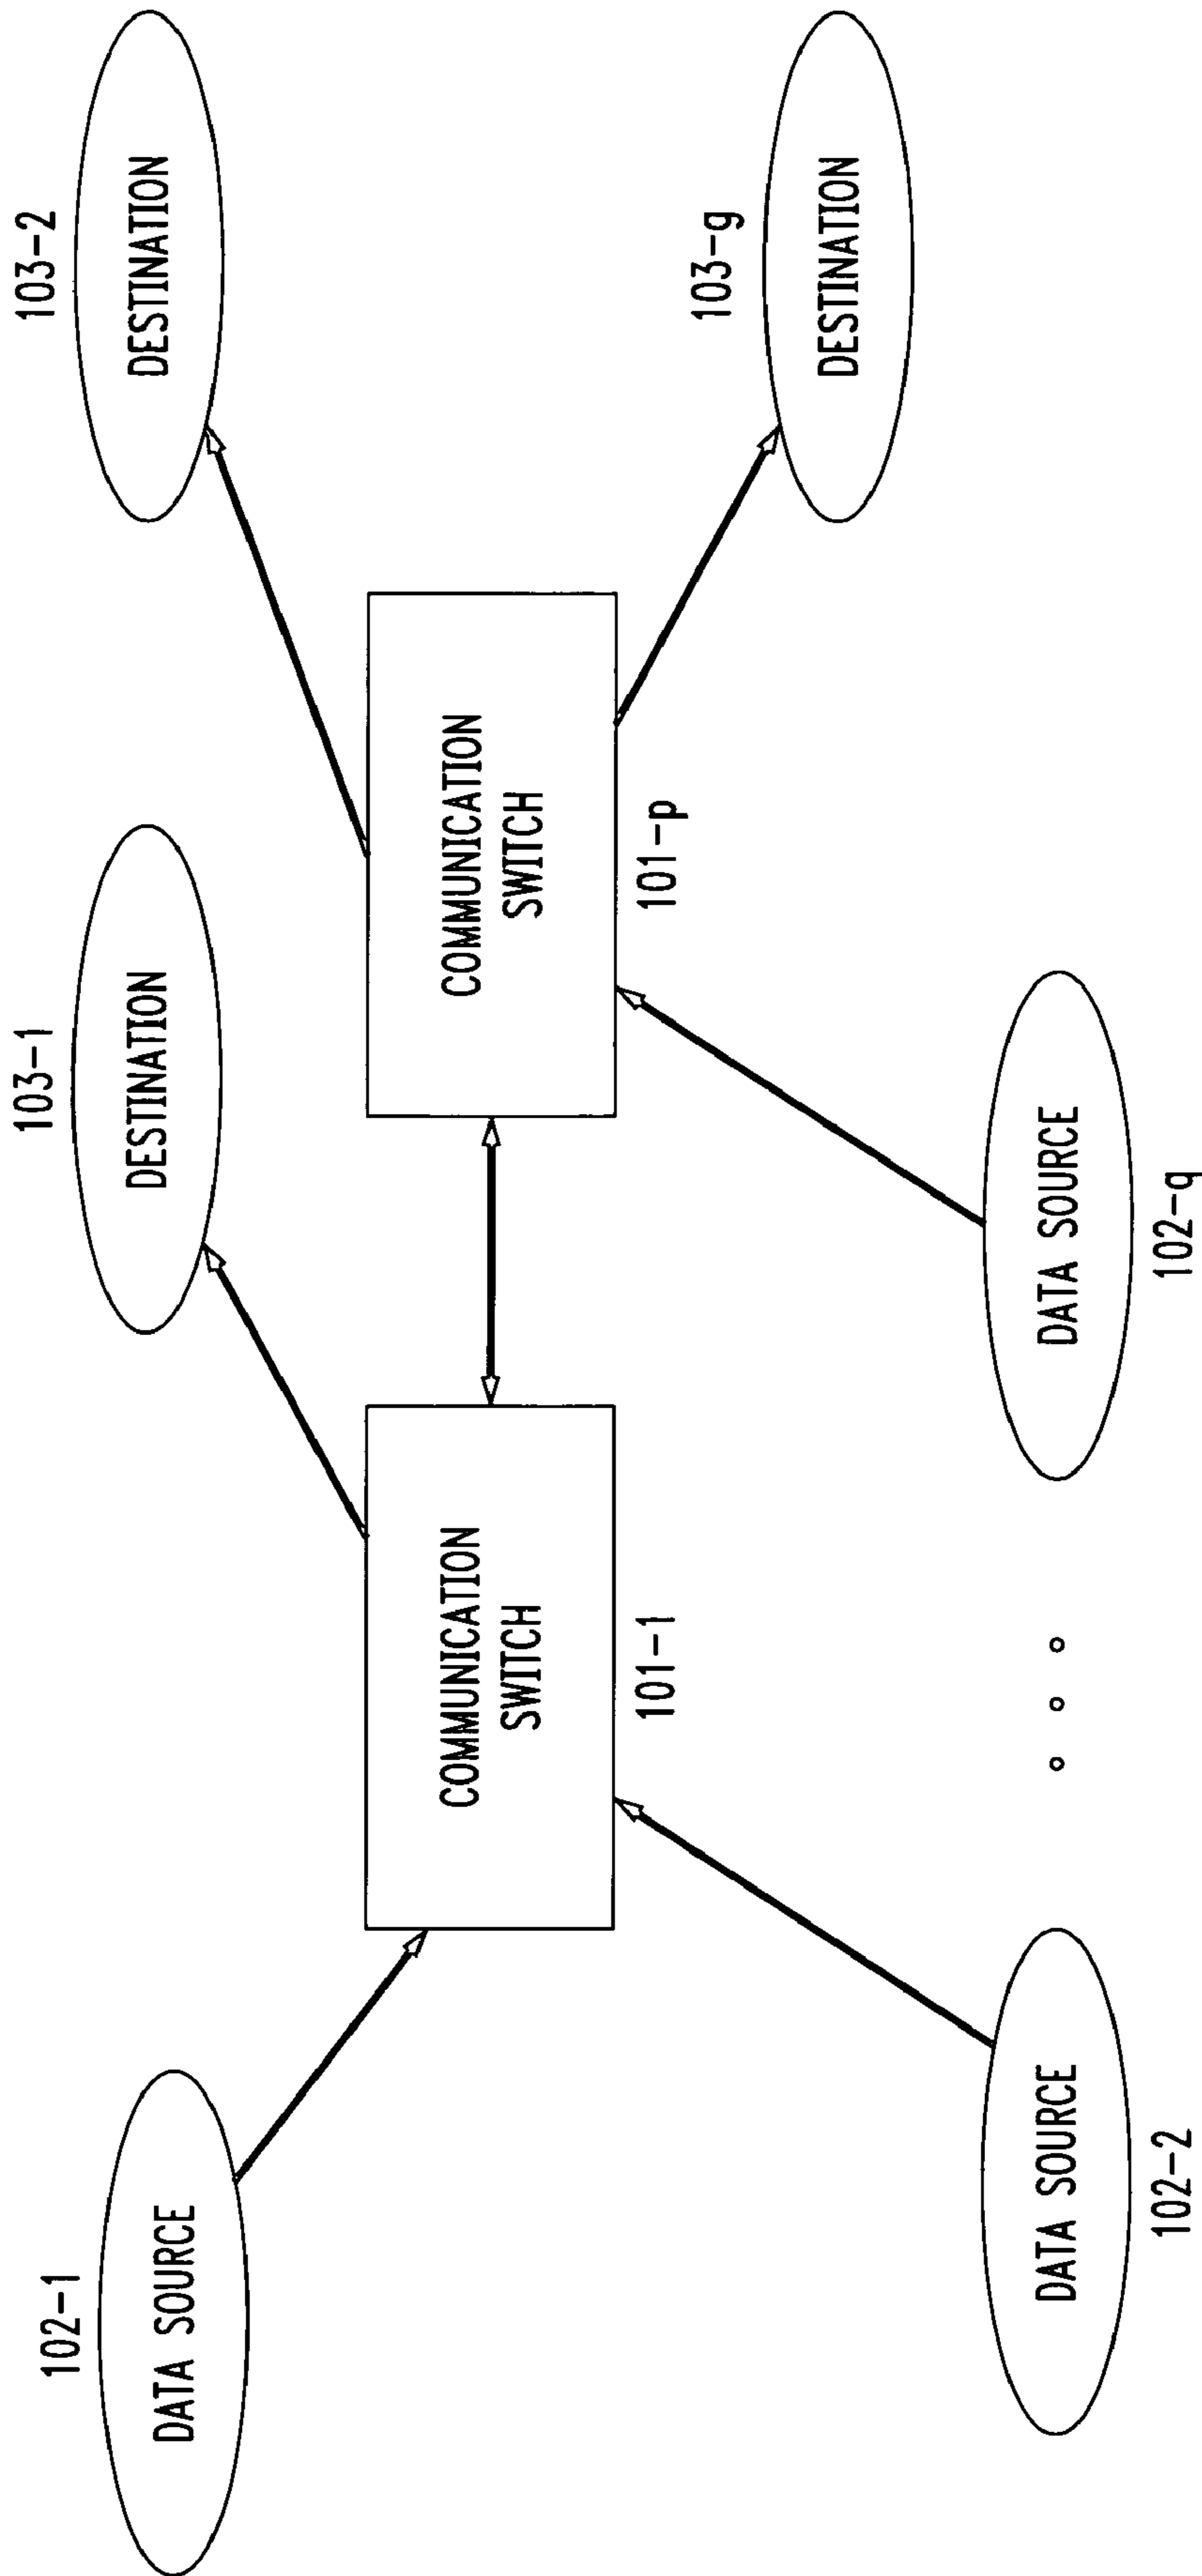 102-1
DATA SOURCE
103-1
DESTINATION
103-2
DESTINATION
COMMUNICATION
SWITCH
101-1
COMMUNICATION
SWITCH
101-p
103-g
DESTINATION
DATA SOURCE
102-2
DATA SOURCE
102-q